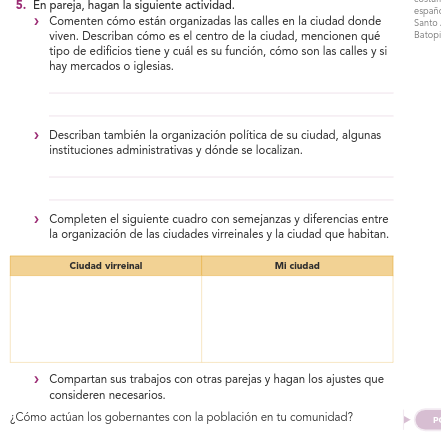 5. En pareja, hagan la siguiente actividad.
› Comenten cómo están organizadas las calles en la ciudad donde
viven. Describan cómo es el centro de la ciudad, mencionen qué
tipo de edificios tiene y cuál es su función, cómo son las calles y si
hay mercados o iglesias.
› Describan también la organización política de su ciudad, algunas
instituciones administrativas y dónde se localizan.
› Completen el siguiente cuadro con semejanzas y diferencias entre
la organización de las ciudades virreinales y la ciudad que habitan.
Ciudad virreinal Mi ciudad
› Compartan sus trabajos con otras parejas y hagan los ajustes que
consideren necesarios.
¿Cómo actúan los gobernantes con la población en tu comunidad?
españ
Santo
Batopi